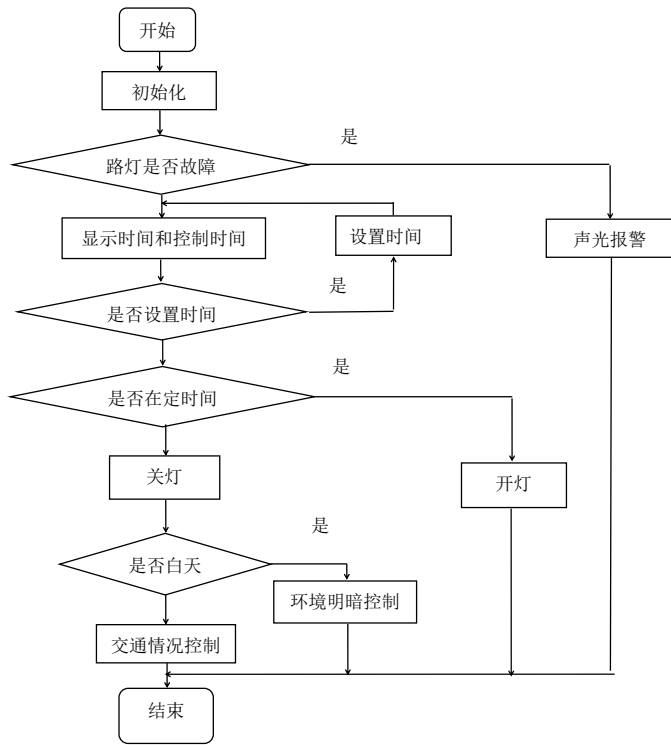 开始
初始化
是
路灯是否故障
显示时间和控制时间
设置时间
声光报警
是
是否设置时间
是
是否在定时间
关灯
开灯
是
是否白天
环境明暗控制
交通情况控制
结束